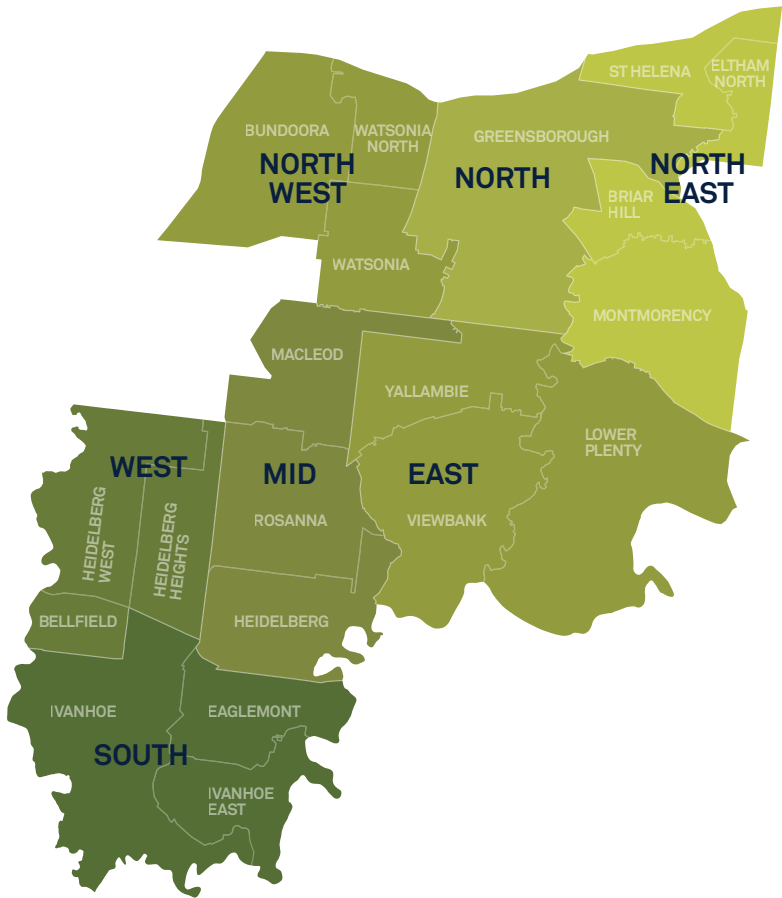 ST HELENA
ELTHAM
NORTH
BUNDOORA
WATSONIA
NORTH
GREENSBOROUGH
NORTH
WEST
NORTH
NORTH
EAST
BRIAR
HILL
WATSONIA
MONTMORENCY
MACLEOD
YALLAMBIE
LOWER
PLENTY
WEST
MID
EAST
HEIDELBERG
WEST
HEIDELBERG
HEIGHTS
ROSANNA
VIEWBANK
BELLFIELD
HEIDELBERG
IVANHOE
EAGLEMONT
SOUTH
IVANHOE
EAST